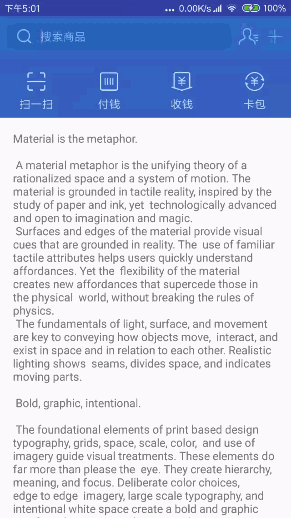 下午5:01 ... 0.00K/s 100%
搜索商品
扫一扫 付钱 收钱 卡包
Material is the metaphor.
A material metaphor is the unifying theory of a
rationalized space and a system of motion. The
material is grounded in tactile reality, inspired by the
study of paper and ink, yet  technologically advanced
and open to imagination and magic.
Surfaces and edges of the material provide visual
cues that are grounded in reality. The  use of familiar
tactile attributes helps users quickly understand
affordances. Yet the  flexibility of the material
creates new affordances that supercede those in
the physical  world, without breaking the rules of
physics.
The fundamentals of light, surface, and movement
are key to conveying how objects move,  interact, and
exist in space and in relation to each other. Realistic
lighting shows  seams, divides space, and indicates
moving parts.
Bold, graphic, intentional.
The foundational elements of print based design
typography, grids, space, scale, color,  and use of
imagery guide visual treatments. These elements do
far more than please the  eye. They create hierarchy,
meaning, and focus. Deliberate color choices,
edge to edge  imagery, large scale typography, and
intentional white space create a bold and graphic